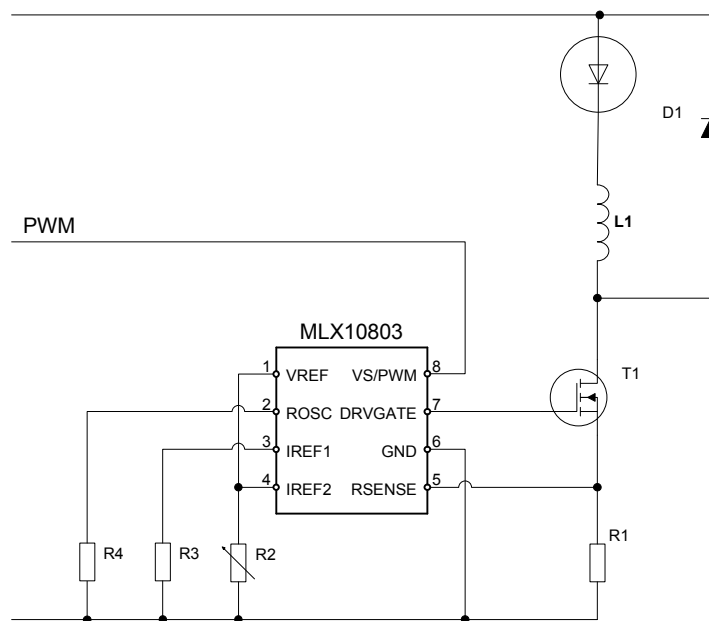 D1
PWM
L1
MLX10803
T1
1 VREF VS/PWM 8
2 ROSC DRVGATE 7
3 IREF1 GND 6
4 IREF2 RSENSE 5
R4 R3 R2 R1